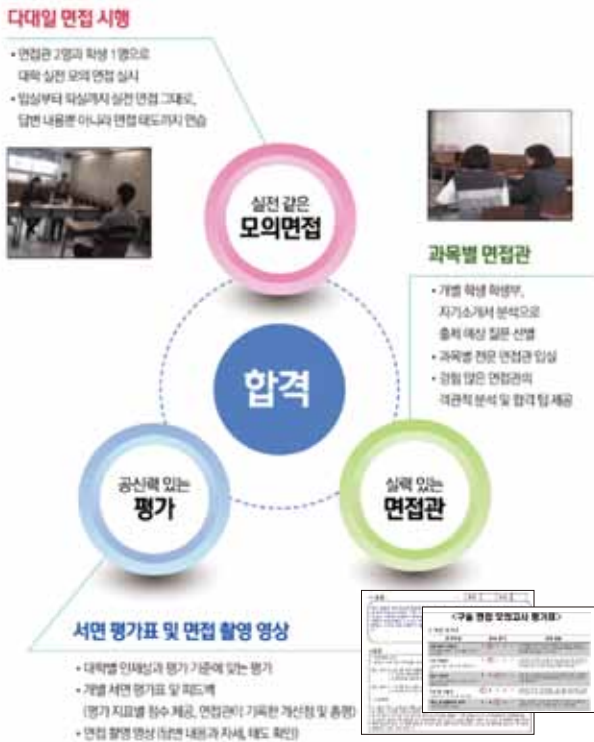 다대일 면접 시행
• 면접관 2명과 학생 1명으로
대학 실전 모의 면접 실시
• 입실부터 퇴실까지 실전 면접 그대로,
답변 내용뿐 아니라 면접 태도까지 연습
실전 같은
모의면접
과목별 면접관
• 개별 학생 학생부,
자기소개서 분석으로
출제 예상 질문 선별
• 과목별 전문 면접관 입실
• 경험 많은 면접관의
객관적 분석 및 합격 팁 제공
합격
공신력 있는
평가
실력 있는
면접관
서면 평가표 및 면접 촬영 영상
• 대학별 인재상과 평가 기준에 맞는 평가
• 개별 서면 평가표 및 피드백
(평가 지표별 점수 제공, 면접관이 기록한 개선점 및 총평)
• 면접 촬영 영상 (답변 내용과 자세, 태도 확인)
<구술 면접 모의고사 평가표>